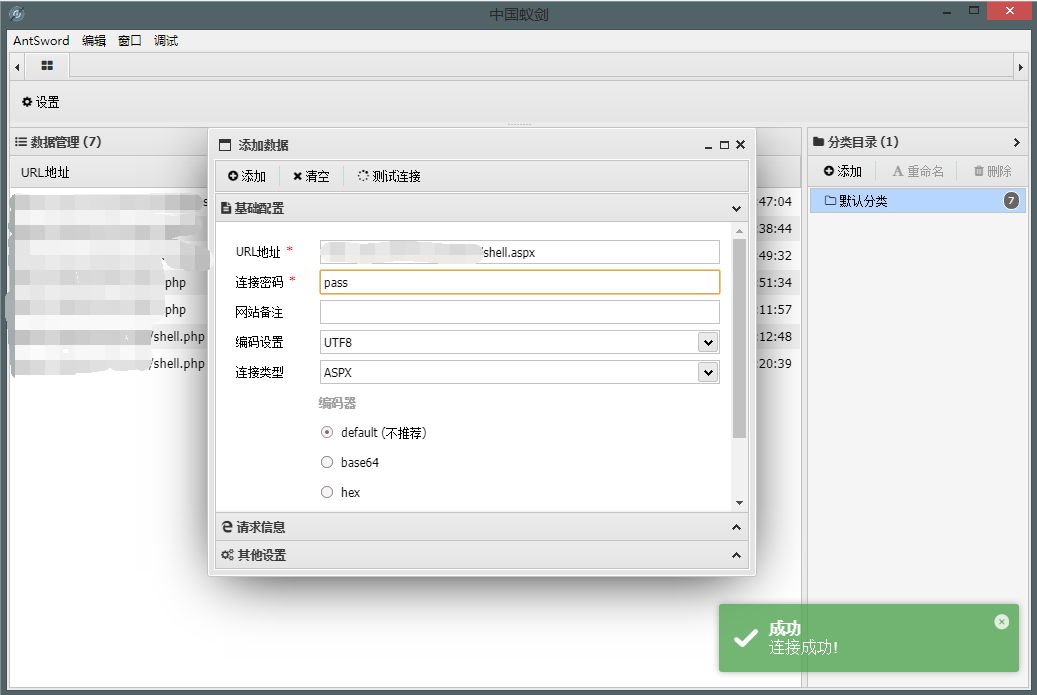 中国蚁剑
AntSword 编辑 窗口 调试
设置
数据管理 (7)
URL地址
php
php
/shell.php
/shell.php
47:04
38:44
49:32
51:34
11:57
12:48
20:39
添加数据
添加 清空 测试连接
基础配置
URL地址 * /shell.aspx
连接密码 * pass
网站备注
编码设置 UTF8
连接类型 ASPX
编码器
default (不推荐)
base64
hex
请求信息
其他设置
分类目录 (1)
添加 A 重命名 删除
默认分类 7
成功
连接成功!